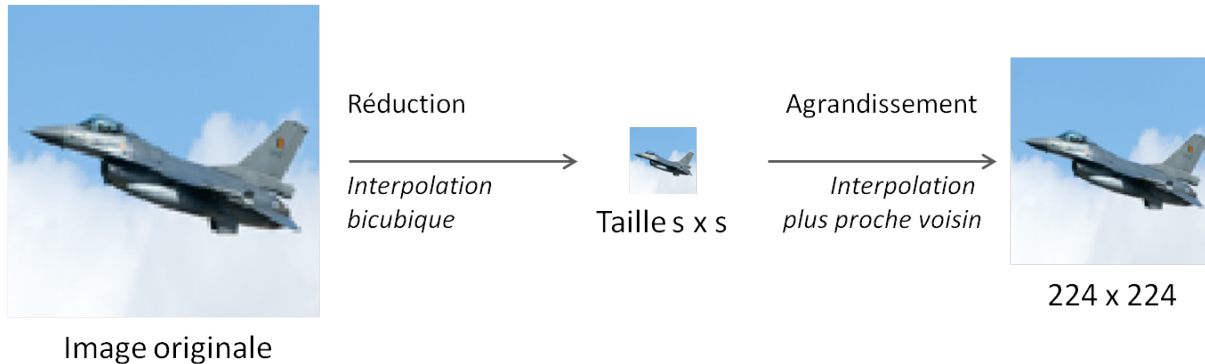 Image originale
Réduction
Interpolation
bicubique
Taille s x s
Agrandissement
Interpolation
plus proche voisin
224 x 224